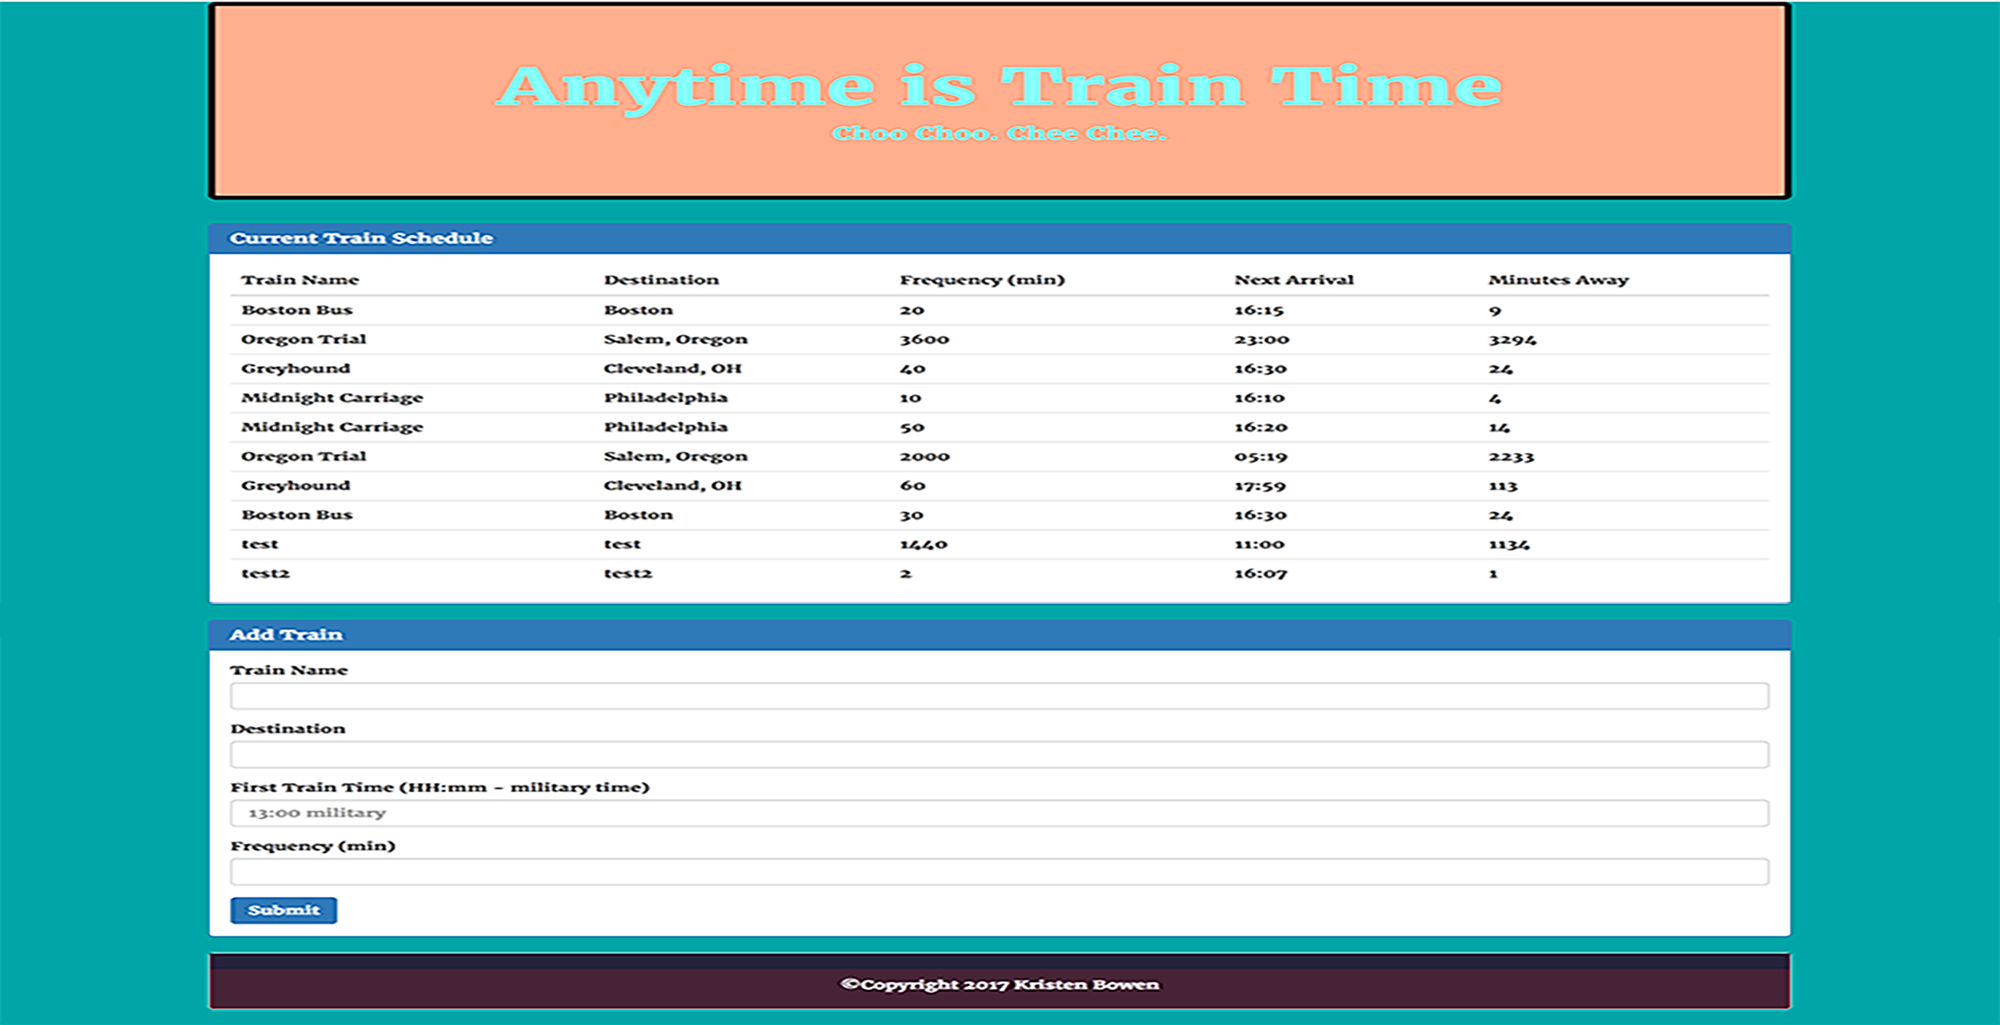 Anytime is Train Time
Choo Choo. Chee Chee.
Current Train Schedule
Train Name Destination Frequency (min) Next Arrival Minutes Away
Boston Bus Boston 20 16:15 9
Oregon Trial Salem, Oregon 3600 23:00 3294
Greyhound Cleveland, OH 40 16:30 24
Midnight Carriage Philadelphia 10 16:10 4
Midnight Carriage Philadelphia 50 16:20 14
Oregon Trial Salem, Oregon 2000 05:19 2233
Greyhound Cleveland, OH 60 17:59 113
Boston Bus Boston 30 16:30 24
test test 1440 11:00 1134
test2 test2 2 16:07 1
Add Train
Train Name
Destination
First Train Time (HH:mm - military time)
13:00 military
Frequency (min)
Submit
©Copyright 2017 Kristen Bowen